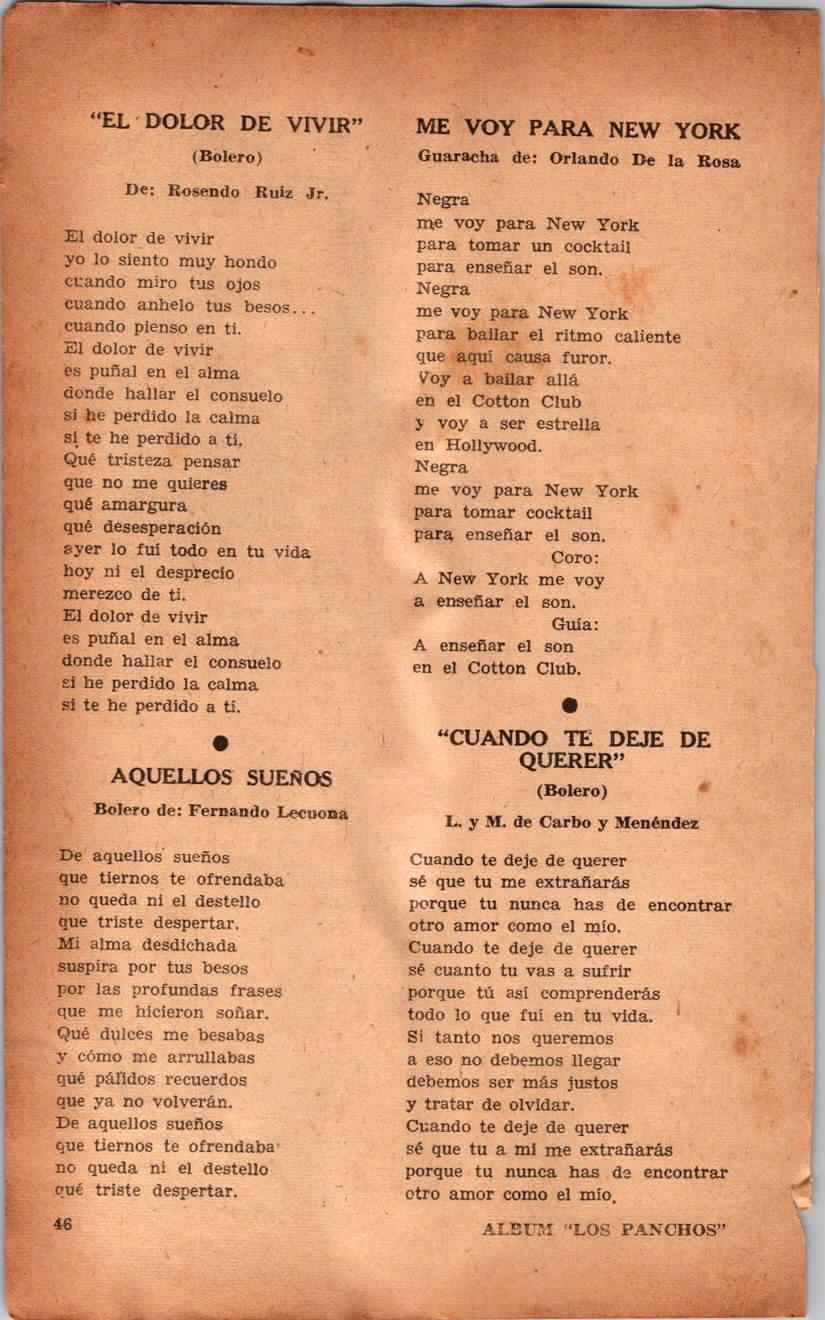 "EL DOLOR DE VIVIR"
(Bolero)
De: Rosendo Ruiz Jr.
El dolor de vivir
yo lo siento muy hondo
cuando miro tus ojos
cuando anhelo tus besos...
cuando pienso en ti.
El dolor de vivir
es puñal en el alma
donde hallar el consuelo
si he perdido la calma
si te he perdido a ti.
Qué tristeza pensar
que no me quieres
qué amargura
qué desesperación
ayer lo fui todo en tu vida
hoy ni el desprecio
merezco de ti.
El dolor de vivir
es puñal en el alma
donde hallar el consuelo
si he perdido la calma
si te he perdido a ti.
AQUELLOS SUEÑOS
Bolero de: Fernando Lecuona
De aquellos sueños
que tiernos te ofrendaba
no queda ni el destello
que triste despertar.
Mi alma desdichada
suspira por tus besos
por las profundas frases
que me hicieron soñar.
Qué dulces me besabas
y cómo me arrullabas
qué pálidos recuerdos
que ya no volverán.
De aquellos sueños
que tiernos te ofrendaba
no queda ni el destello
qué triste despertar.
46
ME VOY PARA NEW YORK
Guaracha de: Orlando De la Rosa
Negra
me voy para New York
para tomar un cocktail
para enseñar el son.
Negra
me voy para New York
para bailar el ritmo caliente
que aquí causa furor.
Voy a bailar allá
en el Cotton Club
y voy a ser estrella
en Hollywood.
Negra
me voy para New York
para tomar cocktail
para enseñar el son.
Coro:
A New York me voy
a enseñar el son.
Guía:
A enseñar el son
en el Cotton Club.
"CUANDO TE DEJE DE
QUERER"
(Bolero)
L. y M. de Carbo y Menéndez
Cuando te deje de querer
sé que tu me extrañarás
porque tu nunca has de encontrar
otro amor como el mío.
Cuando te deje de querer
sé cuanto tu vas a sufrir
porque tú así comprenderás
todo lo que fuí en tu vida.
Si tanto nos queremos
a eso no debemos llegar
debemos ser más justos
y tratar de olvidar.
Cuando te deje de querer
sé que tu a mi me extrañarás
porque tu nunca has de encontrar
otro amor como el mío.
ALBUM "LOS PANCHOS"